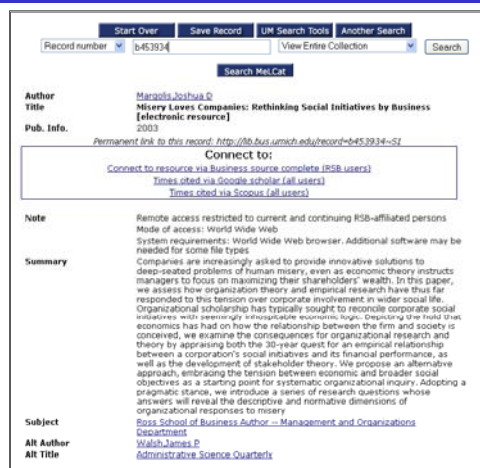 Start Over Save Record UM Search Tools Another Search
Record number b453934 View Entire Collection Search
Search MeLCat
Author Margolis,Joshua D
Title Misery Loves Companies: Rethinking Social Initiatives by Business
[electronic resource]
Pub. Info. 2003
Permanent link to this record: http://lib.bus.umich.edu/record=b453934~S1
Connect to:
Connect to resource via Business source complete (RSB users)
Times cited via Google scholar (all users)
Times cited via Scopus (all users)
Note Remote access restricted to current and continuing RSB-affiliated persons
Mode of access: World Wide Web
System requirements: World Wide Web browser. Additional software may be
needed for some file types
Summary Companies are increasingly asked to provide innovative solutions to
deep-seated problems of human misery, even as economic theory instructs
managers to focus on maximizing their shareholders' wealth. In this paper,
we assess how organization theory and empirical research have thus far
responded to this tension over corporate involvement in wider social life.
Organizational scholarship has typically sought to reconcile corporate social
initiatives with seemingly inhospitable economic logic. Depicting the hold that
economics has had on how the relationship between the firm and society is
conceived, we examine the consequences for organizational research and
theory by appraising both the 30-year quest for an empirical relationship
between a corporation's social initiatives and its financial performance, as
well as the development of stakeholder theory. We propose an alternative
approach, embracing the tension between economic and broader social
objectives as a starting point for systematic organizational inquiry. Adopting a
pragmatic stance, we introduce a series of research questions whose
answers will reveal the descriptive and normative dimensions of
organizational responses to misery
Subject Ross School of Business Author -- Management and Organizations
Department
Alt Author Walsh,James P
Alt Title Administrative Science Quarterly